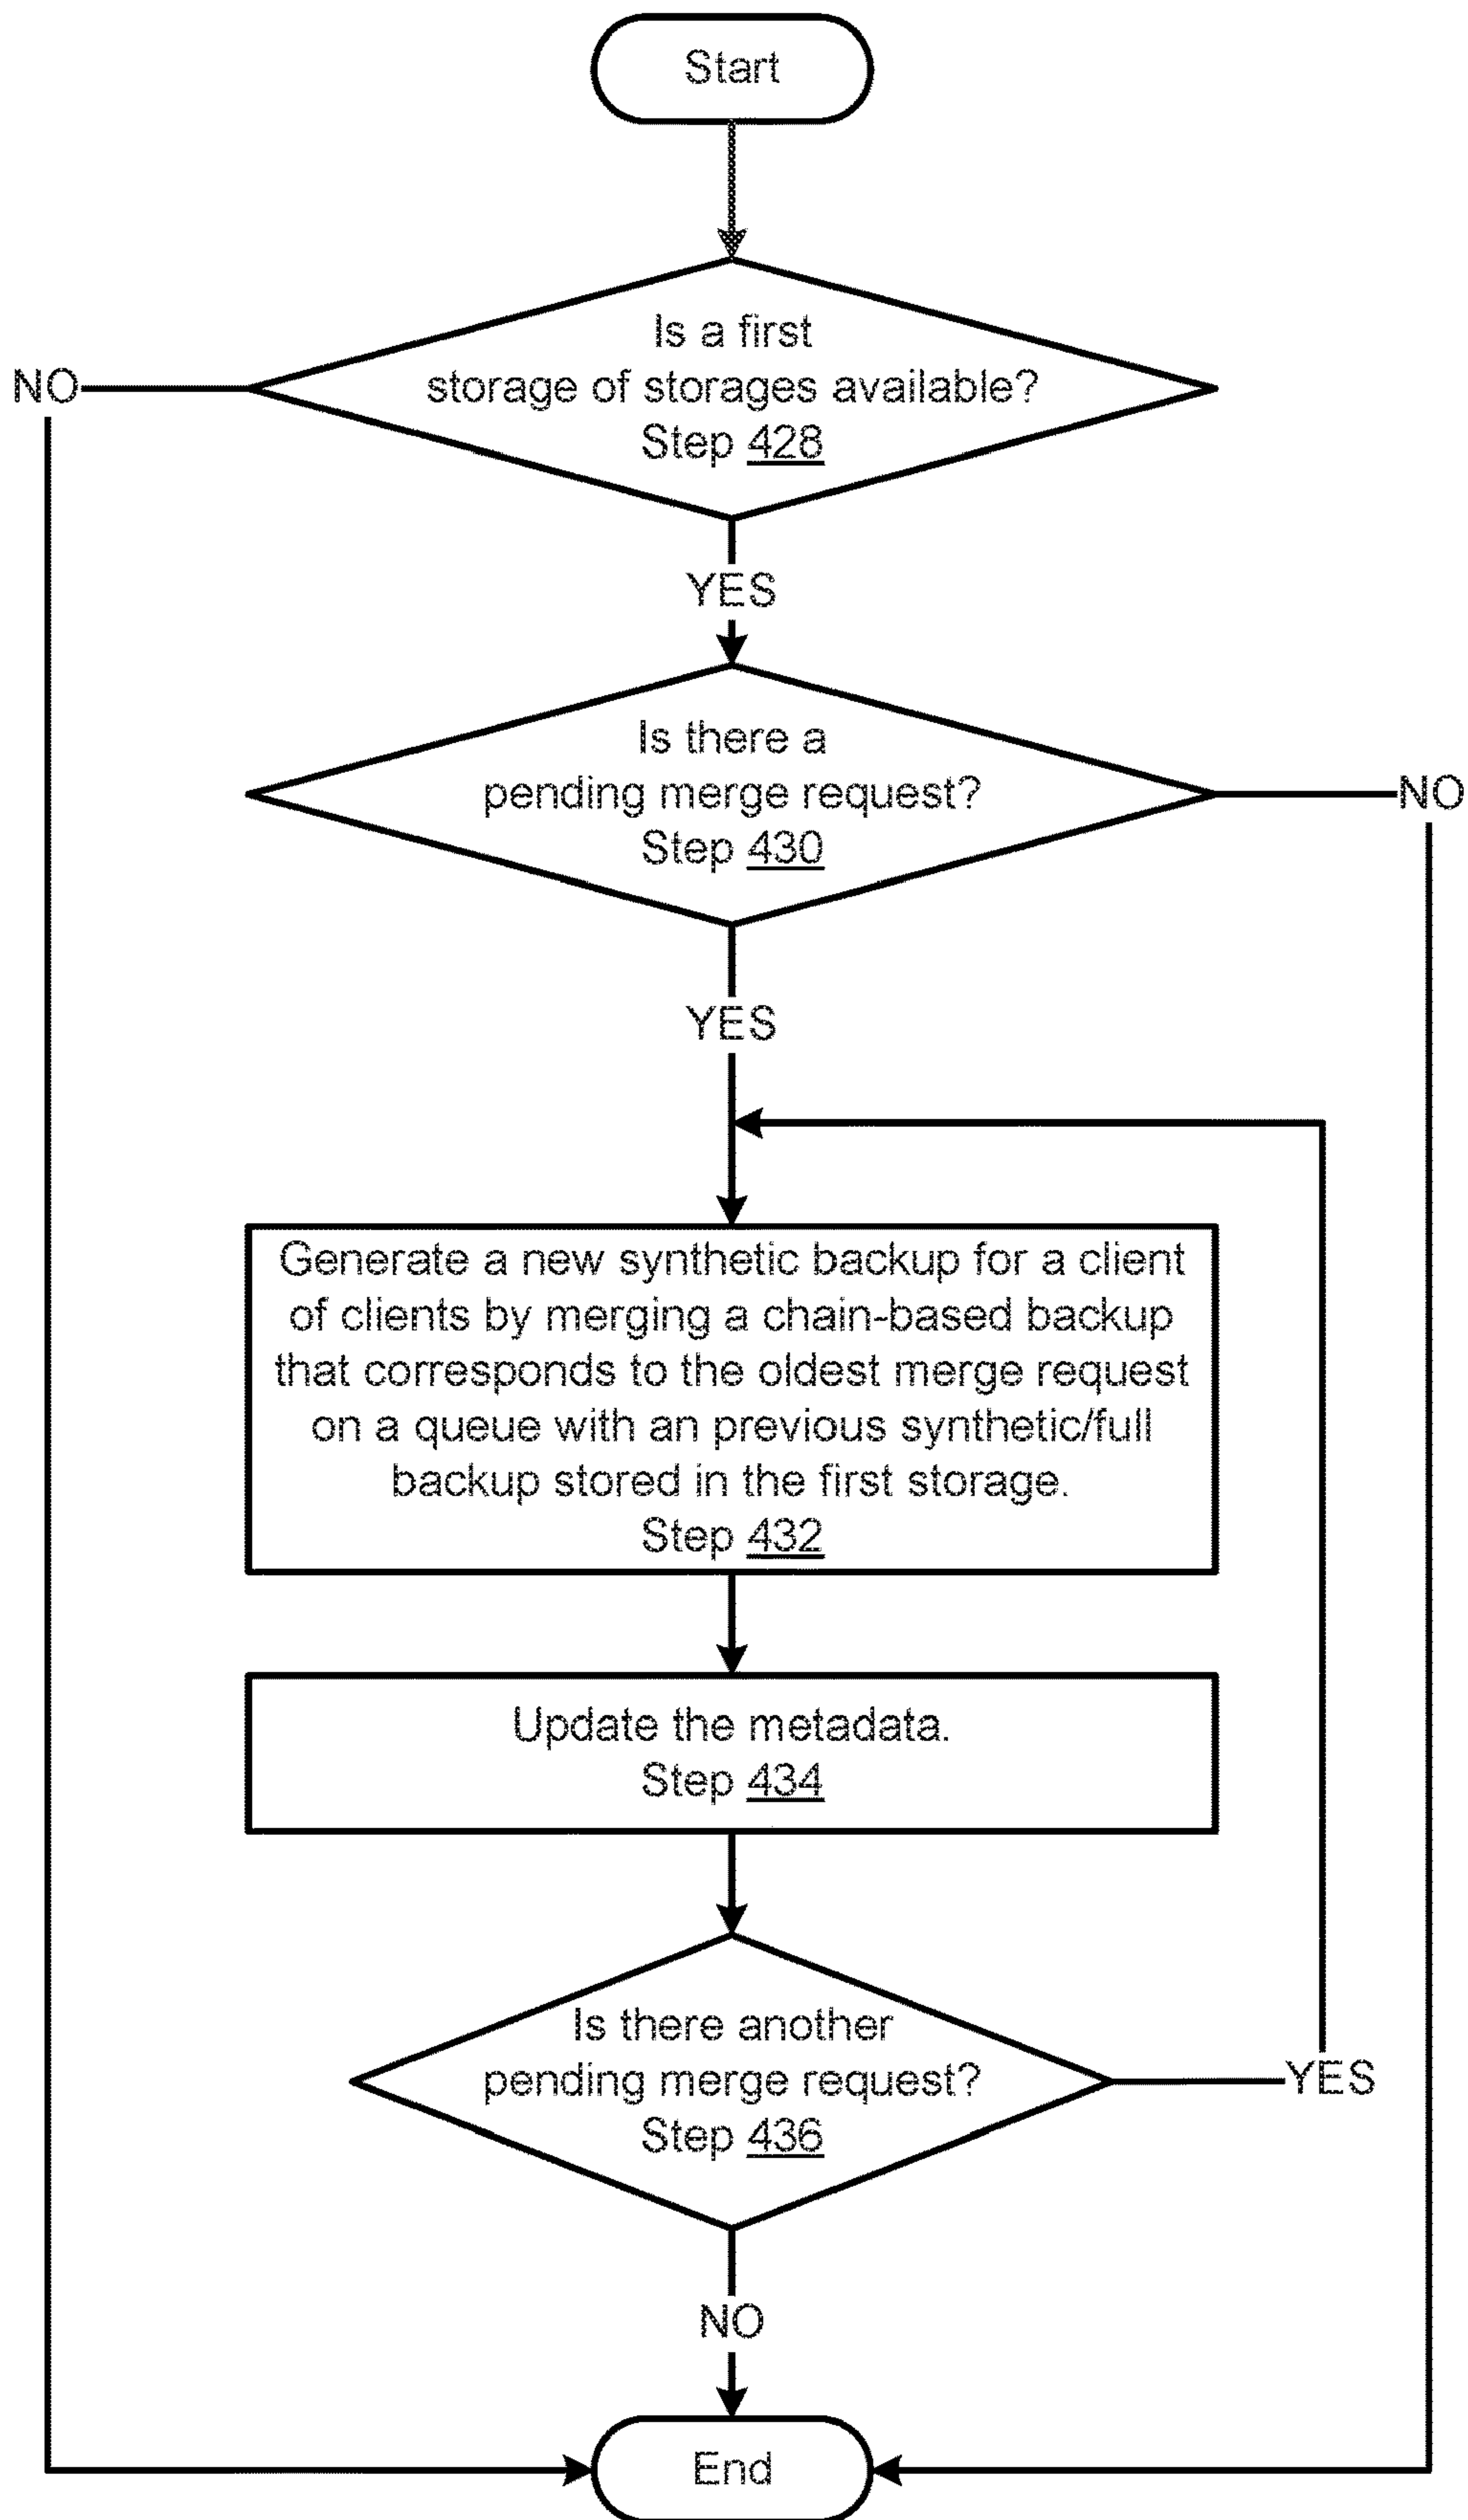 Start
Is a first
storage of storages available?
Step 428
NO
YES
Is there a
pending merge request?
Step 430
NO
YES
Generate a new synthetic backup for a client
of clients by merging a chain-based backup
that corresponds to the oldest merge request
on a queue with an previous synthetic/full
backup stored in the first storage.
Step 432
Update the metadata.
Step 434
Is there another
pending merge request?
Step 436
YES
NO
End